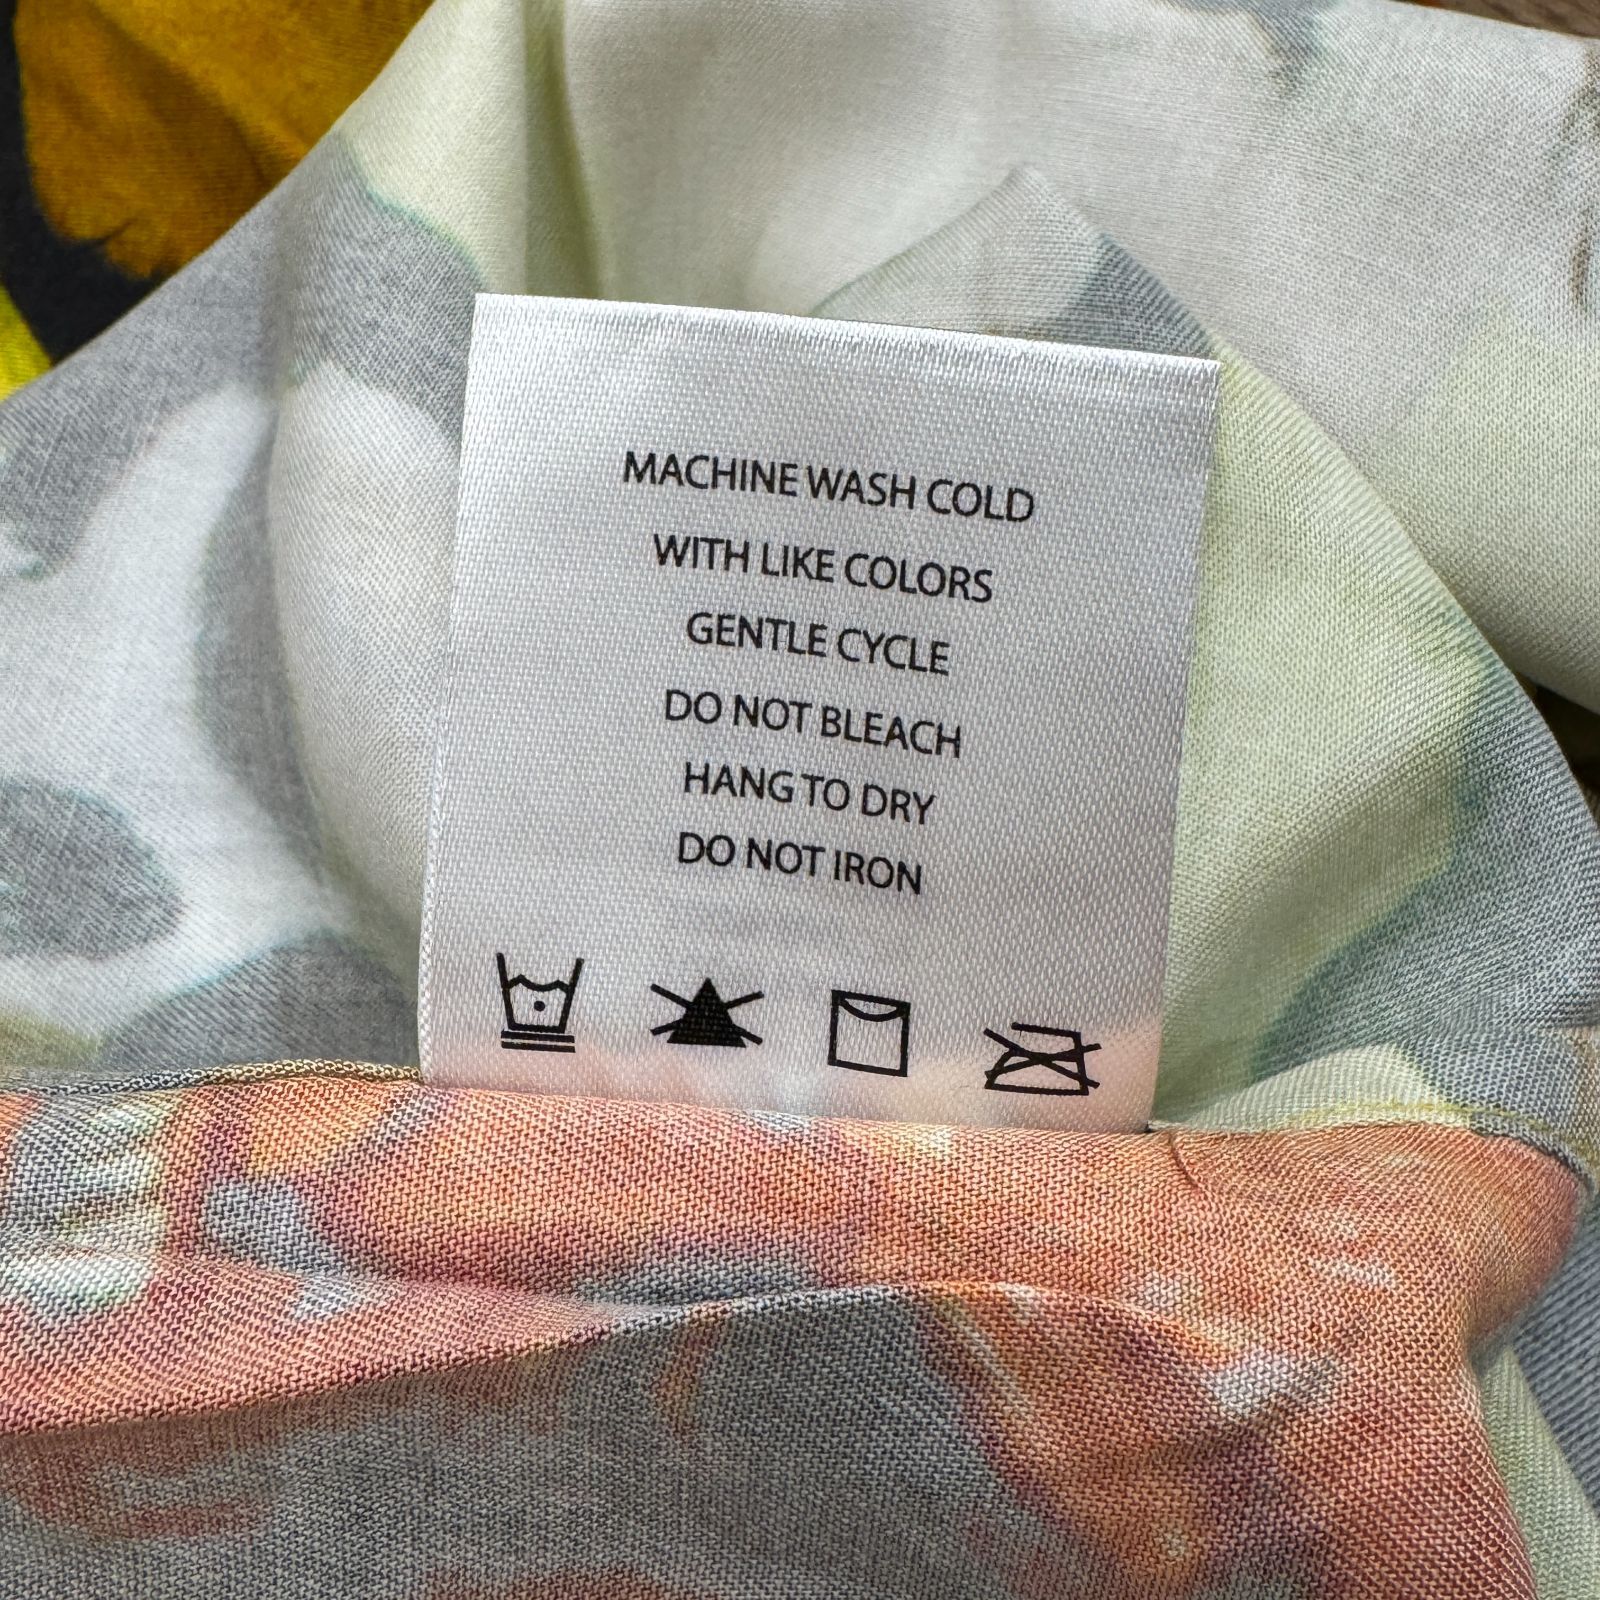 MACHINE WASH COLD
WITH LIKE COLORS
GENTLE CYCLE
DO NOT BLEACH
HANG TO DRY
DO NOT IRON